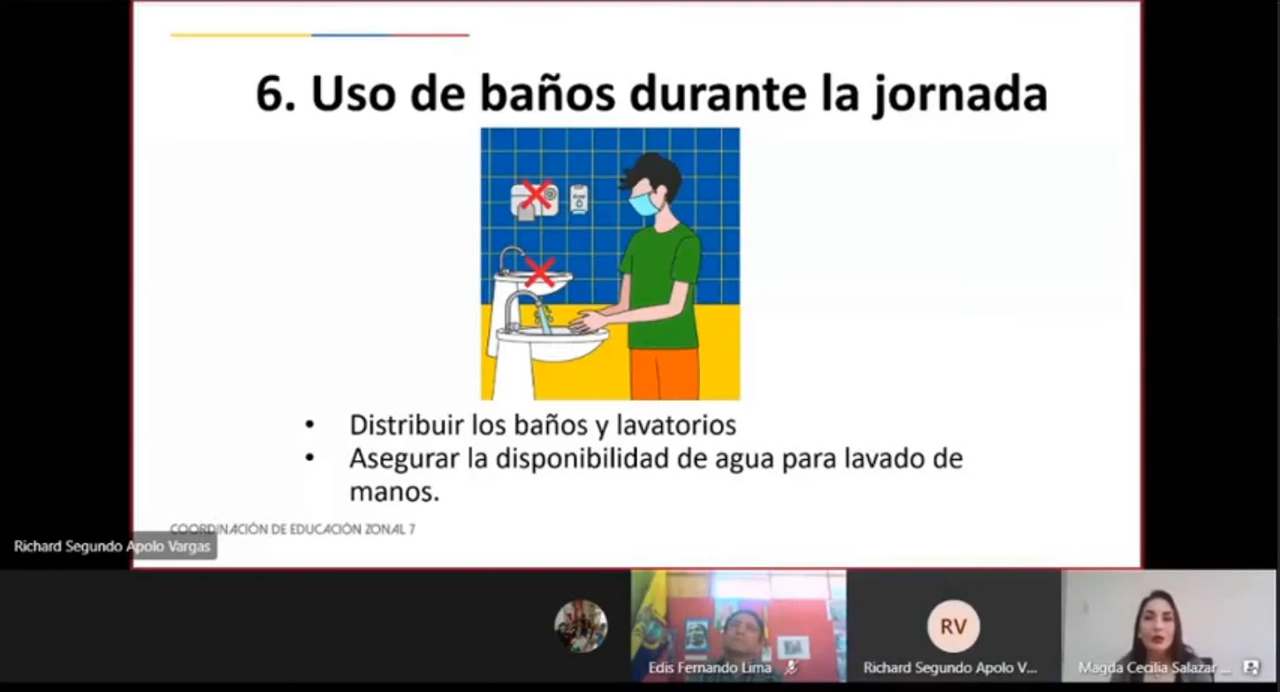 6. Uso de baños durante la jornada
• Distribuir los baños y lavatorios
• Asegurar la disponibilidad de agua para lavado de
manos.
COORDINACIÓN DE EDUCACIÓN ZONAL 7
Richard Segundo Apolo Vargas
RV
Edis Fernando Lima
Richard Segundo Apolo V...
Magda Cecilia Salazar ...